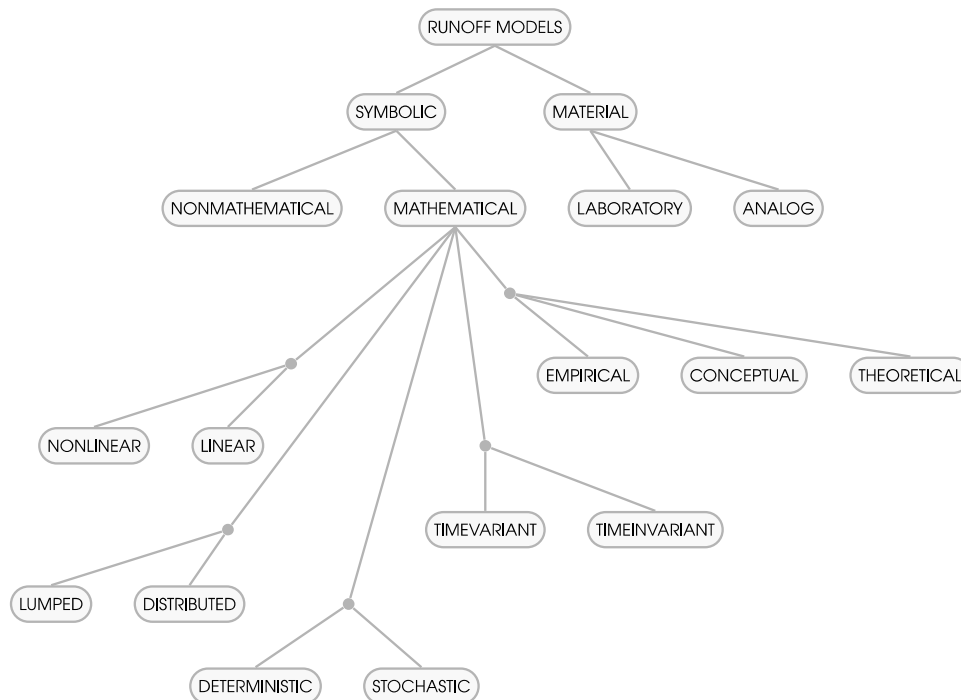 RUNOFF MODELS
SYMBOLIC
MATERIAL
NONMATHEMATICAL
MATHEMATICAL
LABORATORY
ANALOG
EMPIRICAL
CONCEPTUAL
THEORETICAL
NONLINEAR
LINEAR
TIMEVARIANT
TIMEINVARIANT
LUMPED
DISTRIBUTED
DETERMINISTIC
STOCHASTIC